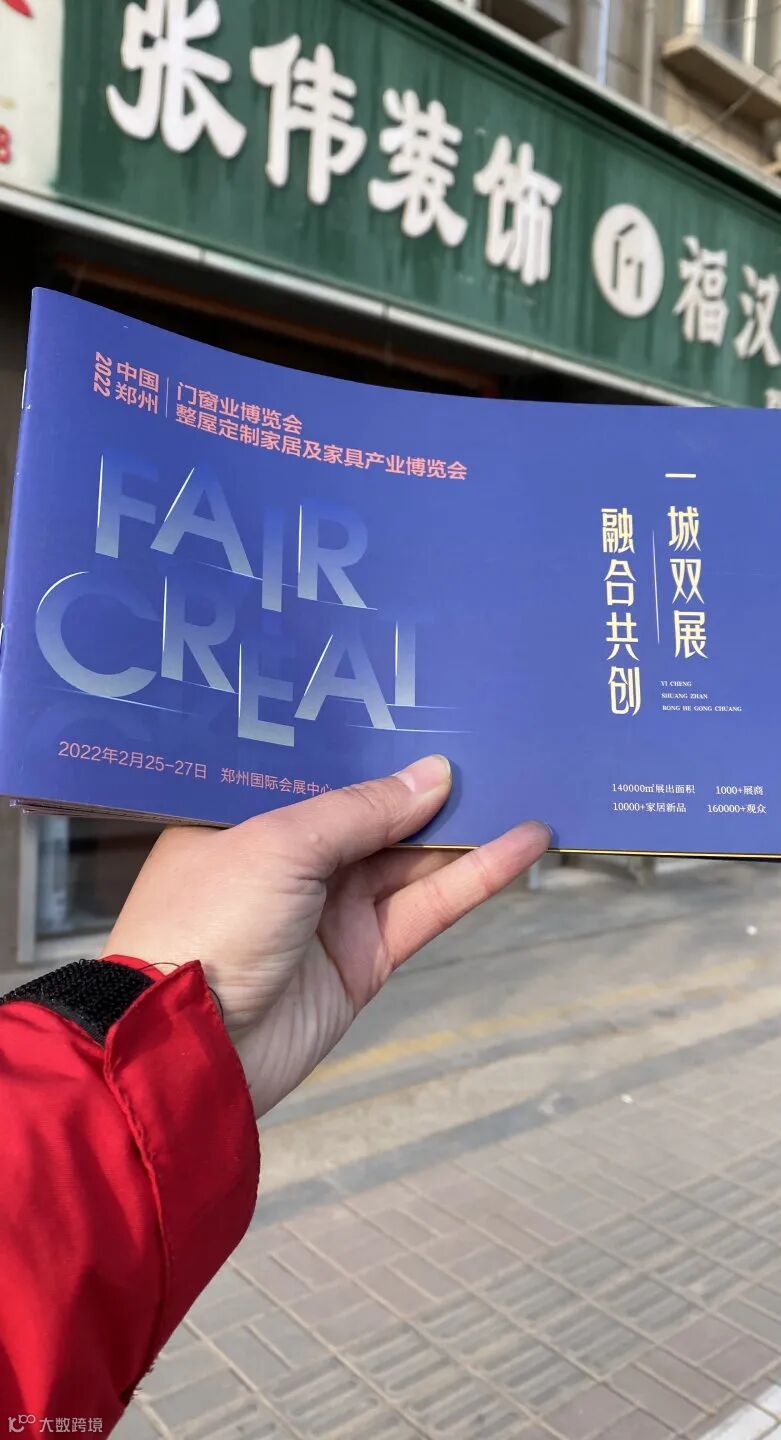 张伟装饰
福汉
8
2022
中国
郑州
门窗业博览会
整屋定制家居及家具产业博览会
FAIR
CREAT
一城双展
融合共创
YI CHENG
SHUANG ZHAN
RONG HE GONG CHUANG
2022年2月25-27日 郑州国际会展中心
140000㎡展出面积 1000+展商
10000+家居新品 160000+观众
大数跨境